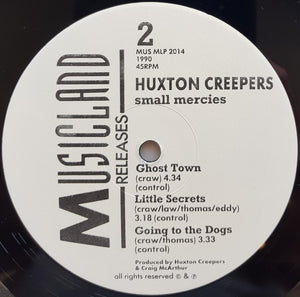 MUSICLAND
RELEASES
2
MUS MLP 2014
1990
45RPM
HUXTON CREEPERS
small mercies
Ghost Town
(craw) 4.34
(control)
Little Secrets
(craw/law/thomas/eddy)
3.18 (control)
Going to the Dogs
(craw/thomas) 3.33
(control)
Produced by Huxton Creepers
& Craig McArthur
all rights reserved © & ℗